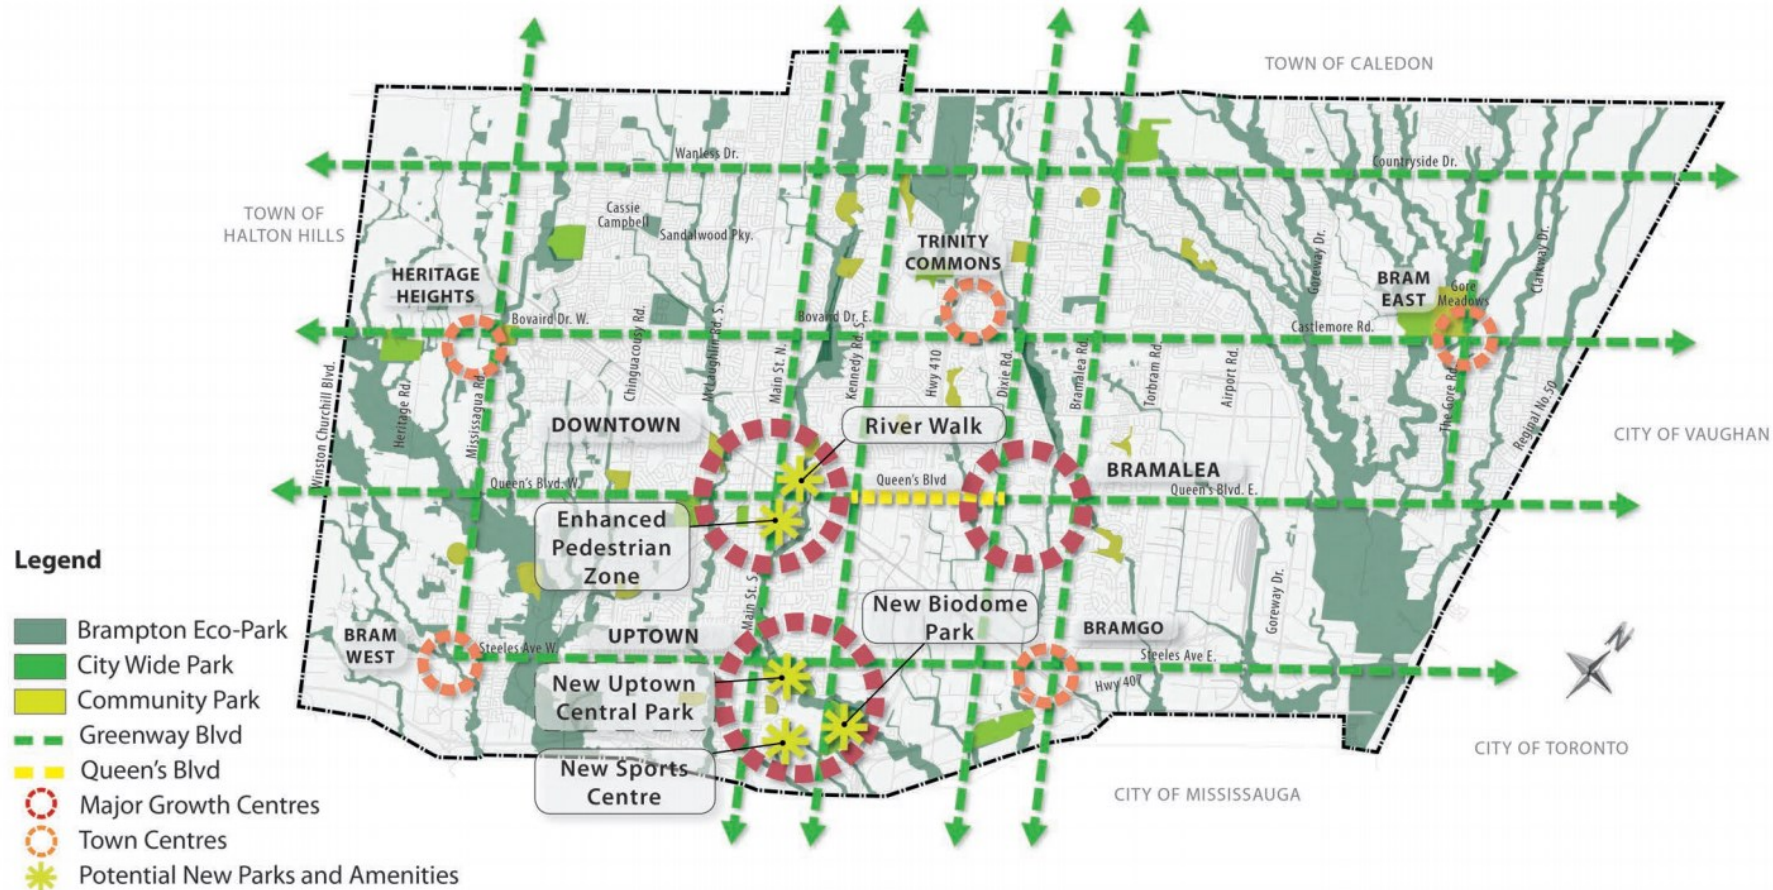 TOWN OF CALEDON
Wanless Dr.
Countryside Dr.
TOWN OF
HALTON HILLS
Cassie
Campbell
Sandalwood Pky.
TRINITY
COMMONS
Goreway Dr.
Clarkway Dr.
HERITAGE
HEIGHTS
BRAM
EAST
Gore
Meadows
Bovaird Dr. W.
Bovaird Dr. E.
Castlemore Rd.
Winston Churchill Blvd.
Heritage Rd.
Mississagua Rd.
Chinguacousy Rd.
McLaughlin Rd. S.
Main St. N.
Kennedy Rd. S.
Hwy 410
Dixie Rd.
Bramalea Rd.
Torbram Rd.
Airport Rd.
The Gore Rd.
Reginal No.50
DOWNTOWN
River Walk
CITY OF VAUGHAN
BRAMALEA
Queen's Blvd. W.
Queen's Blvd
Queen's Blvd. E.
Enhanced
Pedestrian
Zone
Main St. S.
New Biodome
Park
Goreway Dr.
BRAM
WEST
UPTOWN
BRAMGO
Steeles Ave W.
Steeles Ave E.
New Uptown
Central Park
Hwy 407
New Sports
Centre
CITY OF TORONTO
CITY OF MISSISSAUGA
N
Legend
Brampton Eco-Park
City Wide Park
Community Park
Greenway Blvd
Queen's Blvd
Major Growth Centres
Town Centres
Potential New Parks and Amenities